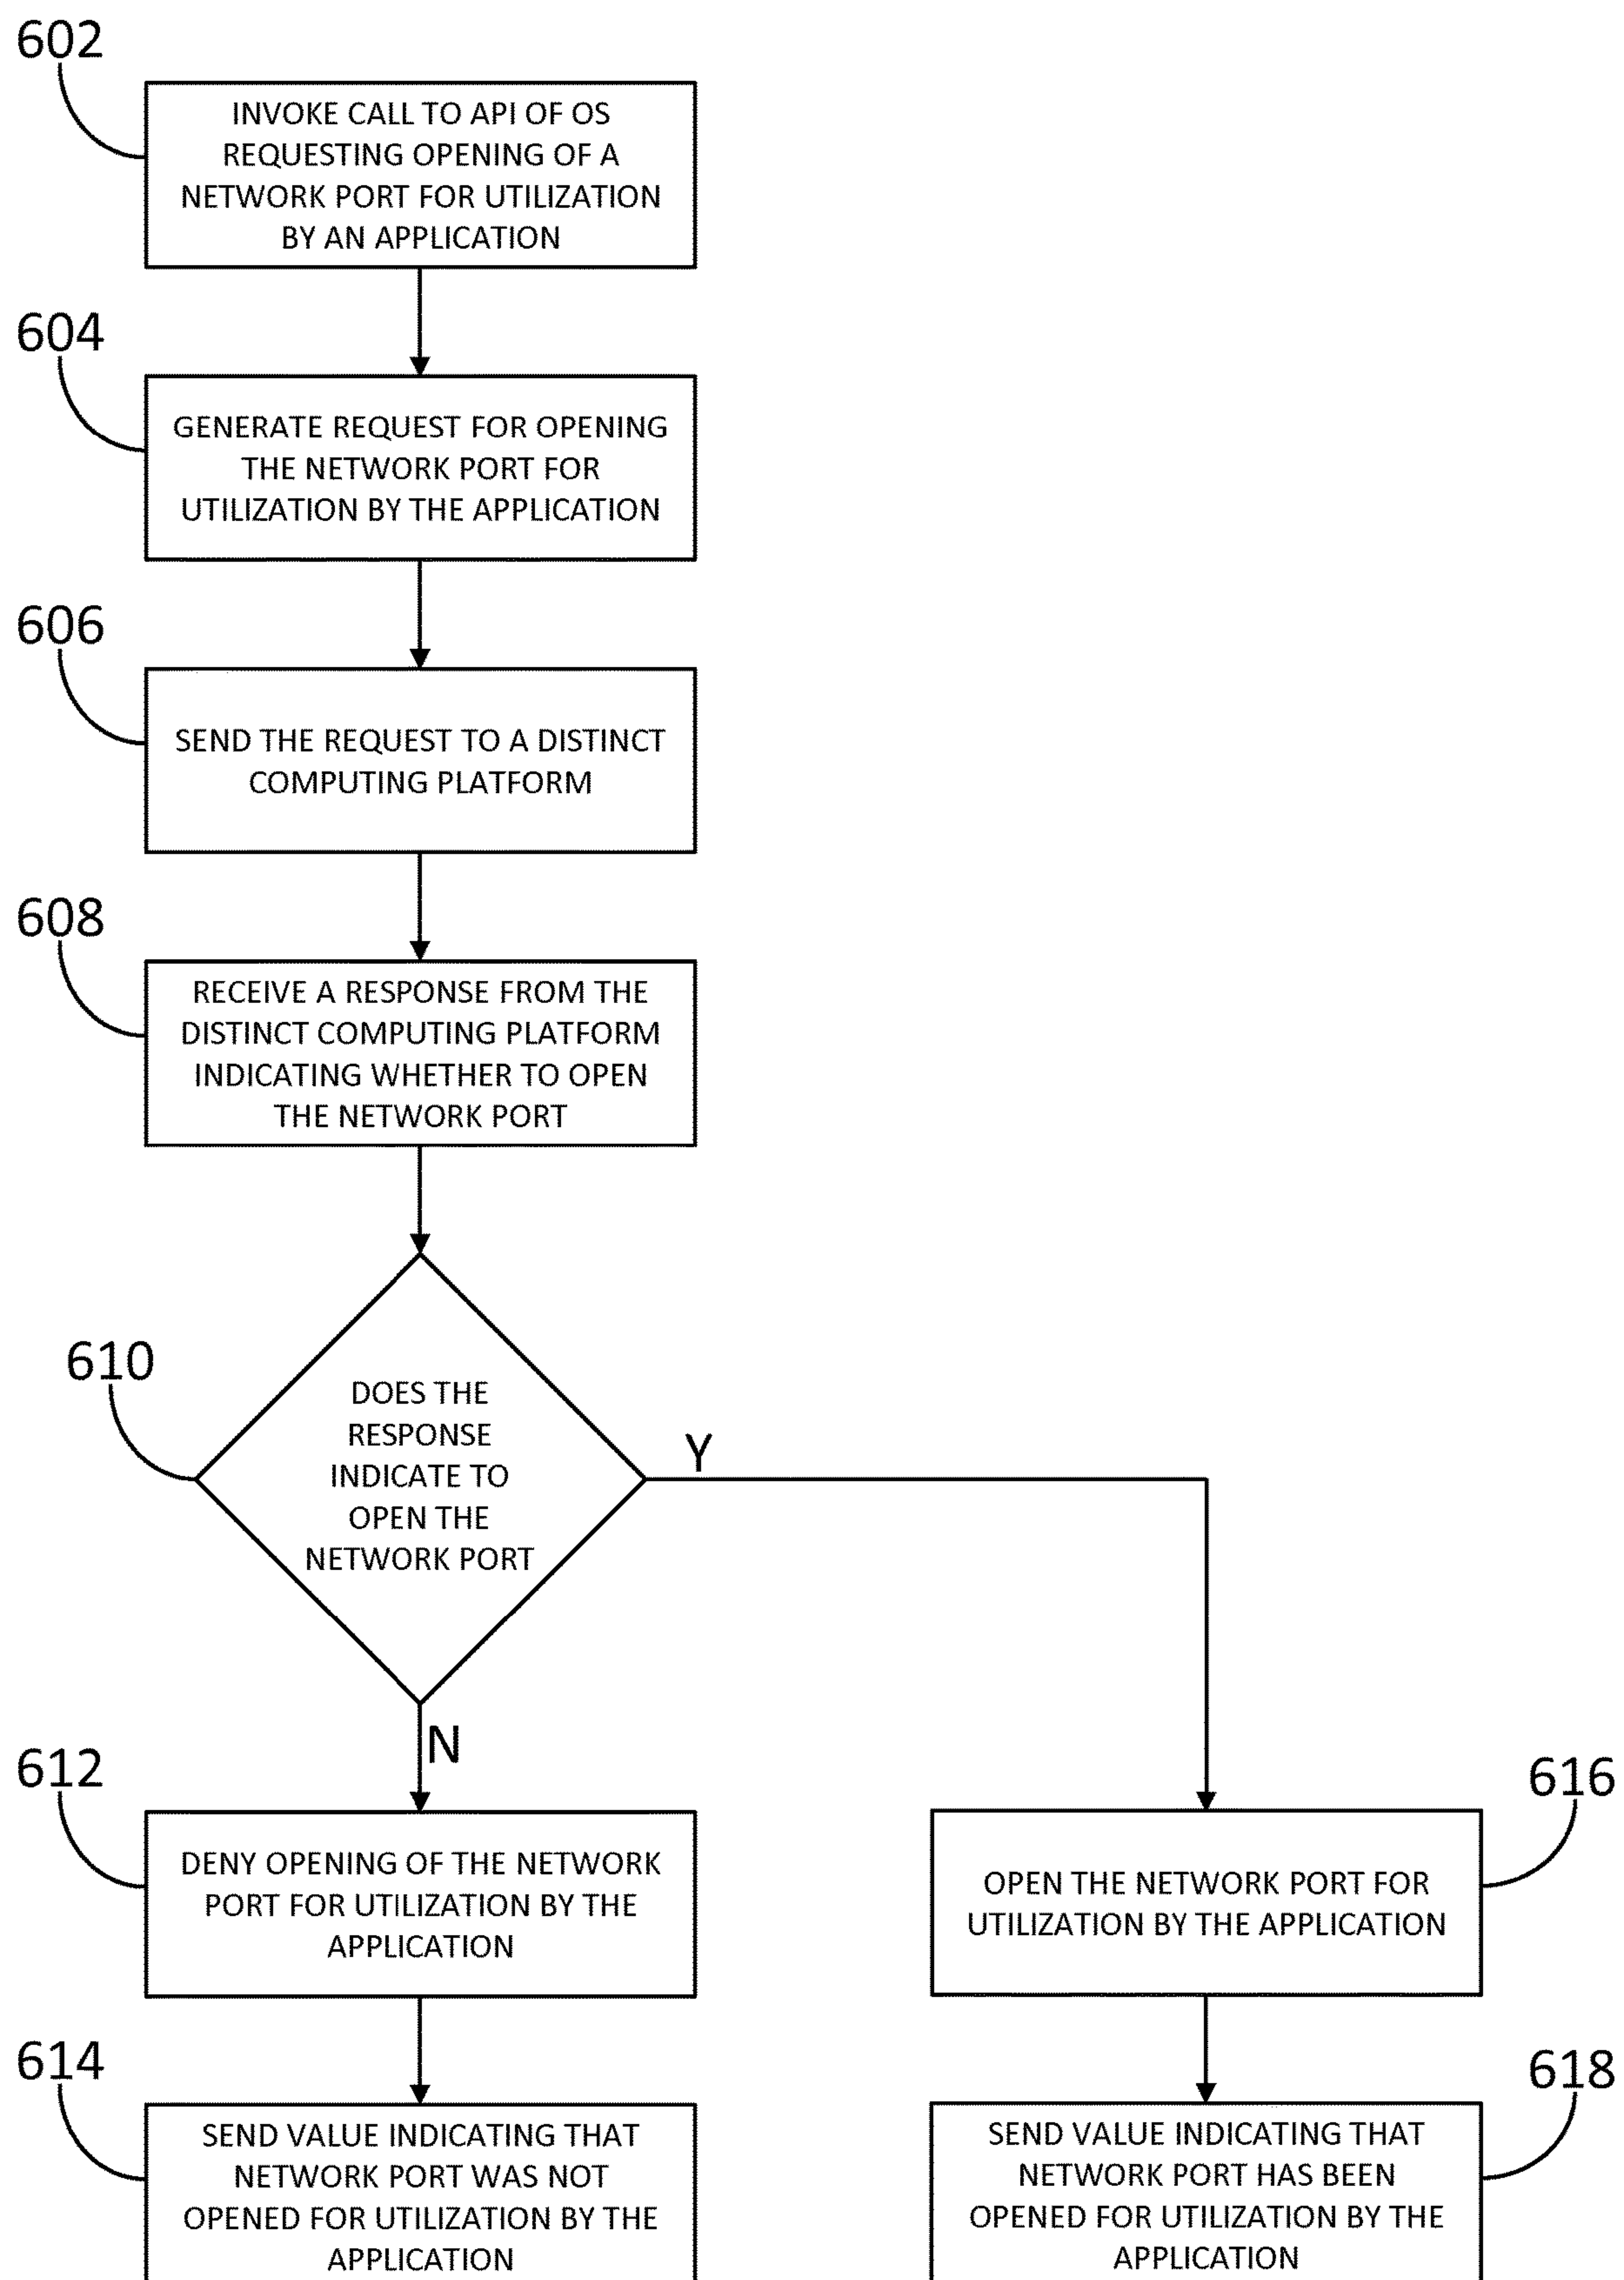 602
INVOKE CALL TO API OF OS
REQUESTING OPENING OF A
NETWORK PORT FOR UTILIZATION
BY AN APPLICATION
604
GENERATE REQUEST FOR OPENING
THE NETWORK PORT FOR
UTILIZATION BY THE APPLICATION
606
SEND THE REQUEST TO A DISTINCT
COMPUTING PLATFORM
608
RECEIVE A RESPONSE FROM THE
DISTINCT COMPUTING PLATFORM
INDICATING WHETHER TO OPEN
THE NETWORK PORT
610
DOES THE
RESPONSE
INDICATE TO
OPEN THE
NETWORK PORT
Y
N
612
DENY OPENING OF THE NETWORK
PORT FOR UTILIZATION BY THE
APPLICATION
616
OPEN THE NETWORK PORT FOR
UTILIZATION BY THE APPLICATION
614
SEND VALUE INDICATING THAT
NETWORK PORT WAS NOT
OPENED FOR UTILIZATION BY THE
APPLICATION
618
SEND VALUE INDICATING THAT
NETWORK PORT HAS BEEN
OPENED FOR UTILIZATION BY THE
APPLICATION